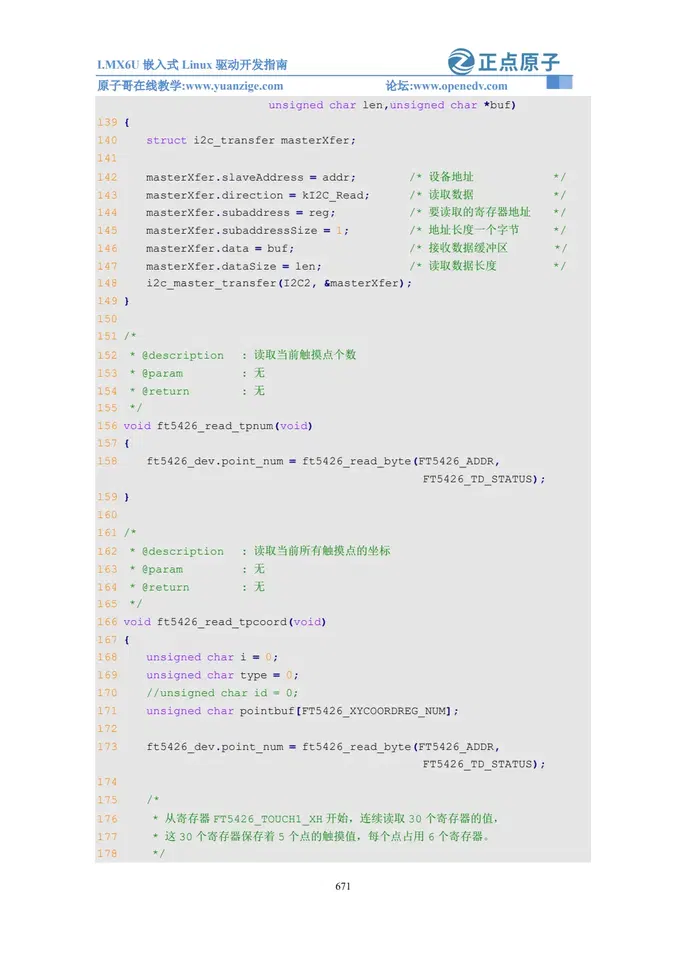 I.MX6U 嵌入式 Linux 驱动开发指南
正点原子
原子哥在线教学:www.yuanzige.com 论坛:www.openedv.com
unsigned char len,unsigned char *buf)
139 {
140     struct i2c_transfer masterXfer;
141
142     masterXfer.slaveAddress = addr;         /* 设备地址            */
143     masterXfer.direction = kI2C_Read;       /* 读取数据            */
144     masterXfer.subaddress = reg;            /* 要读取的寄存器地址   */
145     masterXfer.subaddressSize = 1;          /* 地址长度一个字节     */
146     masterXfer.data = buf;                  /* 接收数据缓冲区       */
147     masterXfer.dataSize = len;              /* 读取数据长度        */
148     i2c_master_transfer(I2C2, &masterXfer);
149 }
150
151 /*
152  * @description   : 读取当前触摸点个数
153  * @param         : 无
154  * @return        : 无
155  */
156 void ft5426_read_tpnum(void)
157 {
158     ft5426_dev.point_num = ft5426_read_byte(FT5426_ADDR,
FT5426_TD_STATUS);
159 }
160
161 /*
162  * @description   : 读取当前所有触摸点的坐标
163  * @param         : 无
164  * @return        : 无
165  */
166 void ft5426_read_tpcoord(void)
167 {
168     unsigned char i = 0;
169     unsigned char type = 0;
170     //unsigned char id = 0;
171     unsigned char pointbuf[FT5426_XYCOORDREG_NUM];
172
173     ft5426_dev.point_num = ft5426_read_byte(FT5426_ADDR,
FT5426_TD_STATUS);
174
175     /*
176      * 从寄存器 FT5426_TOUCH1_XH 开始，连续读取 30 个寄存器的值，
177      * 这 30 个寄存器保存着 5 个点的触摸值，每个点占用 6 个寄存器。
178      */
671